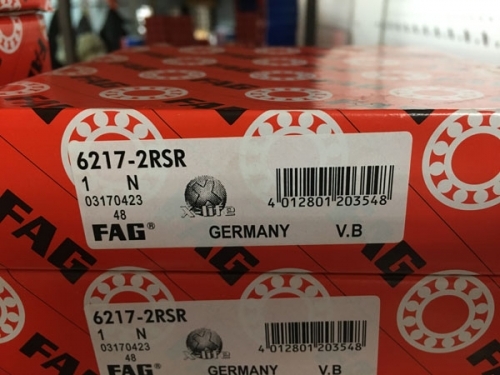 6217-2RSR
1 N
03170423
48
X-life
4 012801 203548
FAG®
GERMANY
V.B
FAG
FAG
FAG
6217-2RSR
1 N
03170423
48
X-life
4 012801 203548
FAG
GERMANY
V.B
FAG